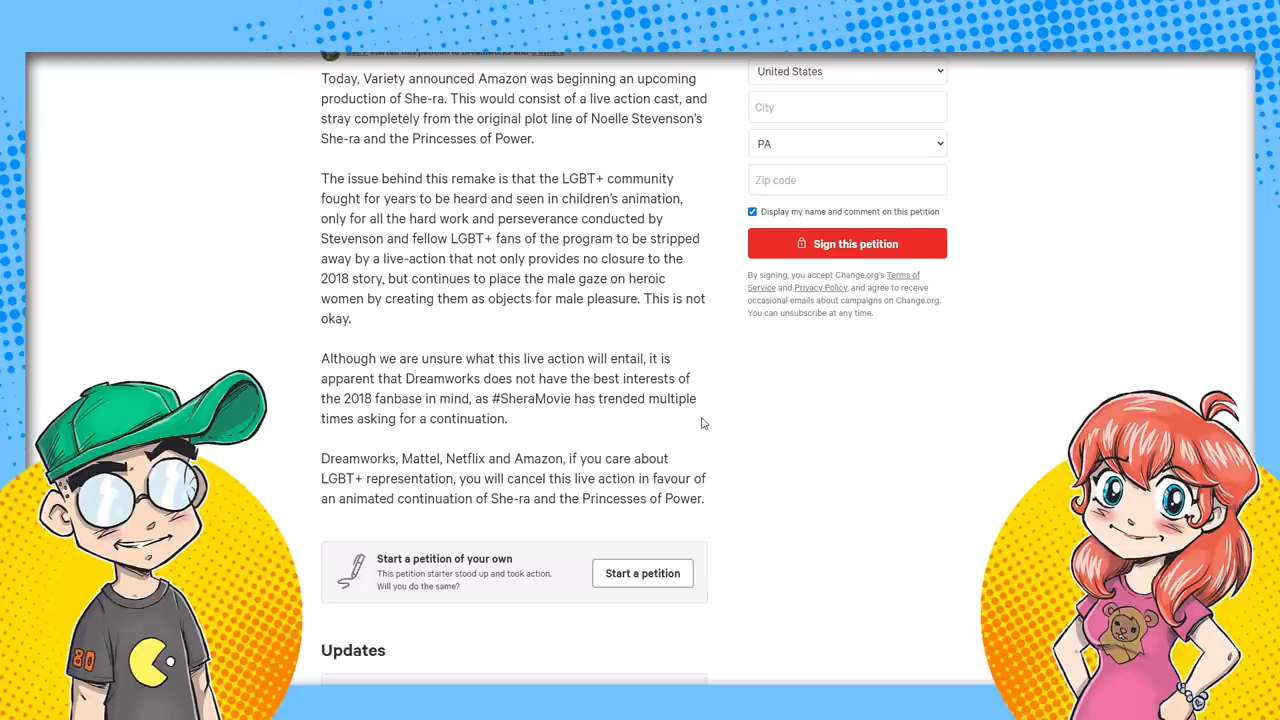 Today, Variety announced Amazon was beginning an upcoming
production of She-ra. This would consist of a live action cast, and
stray completely from the original plot line of Noelle Stevenson's
She-ra and the Princesses of Power.
The issue behind this remake is that the LGBT+ community
fought for years to be heard and seen in children's animation,
only for all the hard work and perseverance conducted by
Stevenson and fellow LGBT+ fans of the program to be stripped
away by a live-action that not only provides no closure to the
2018 story, but continues to place the male gaze on heroic
women by creating them as objects for male pleasure. This is not
okay.
Although we are unsure what this live action will entail, it is
apparent that Dreamworks does not have the best interests of
the 2018 fanbase in mind, as #SheraMovie has trended multiple
times asking for a continuation.
Dreamworks, Mattel, Netflix and Amazon, if you care about
LGBT+ representation, you will cancel this live action in favour of
an animated continuation of She-ra and the Princesses of Power.
Start a petition of your own
This petition starter stood up and took action.
Will you do the same?
Start a petition
Updates
United States
City
PA
Zip code
Display my name and comment on this petition
Sign this petition
By signing, you accept Change.org's Terms of
Service and Privacy Policy, and agree to receive
occasional emails about campaigns on Change.org.
You can unsubscribe at any time.
80